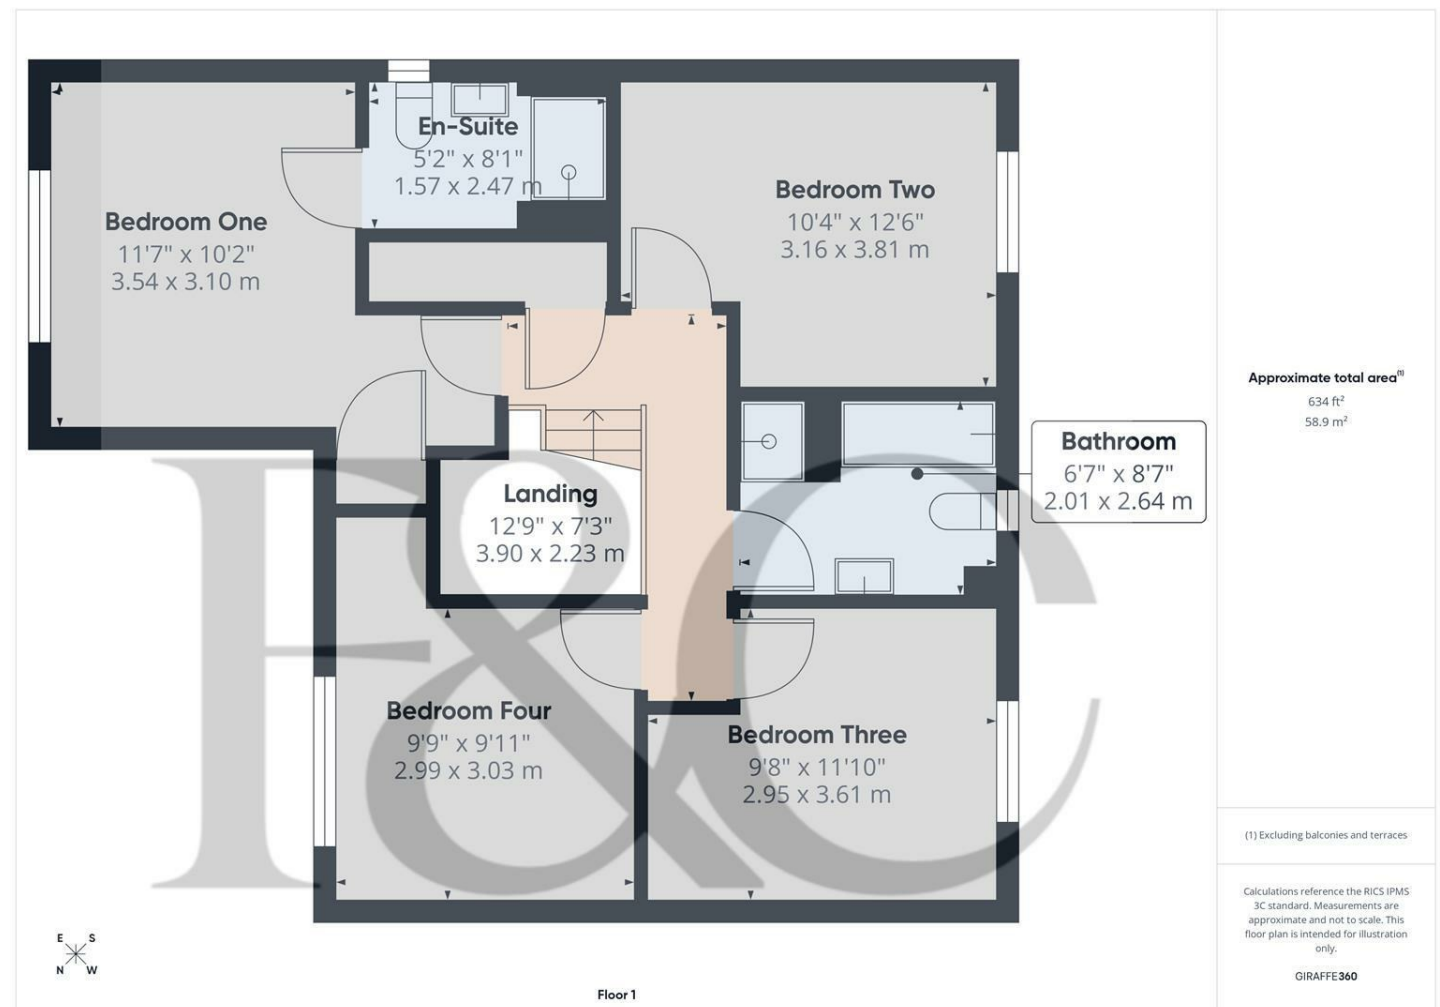 En-Suite
5'2" x 8'1"
1.57 x 2.47 m
Bedroom One
11'7" x 10'2"
3.54 x 3.10 m
Bedroom Two
10'4" x 12'6"
3.16 x 3.81 m
Bathroom
6'7" x 8'7"
2.01 x 2.64 m
Landing
12'9" x 7'3"
3.90 x 2.23 m
Bedroom Four
9'9" x 9'11"
2.99 x 3.03 m
Bedroom Three
9'8" x 11'10"
2.95 x 3.61 m
F&C
E S
N W
Floor 1
Approximate total area(1)
634 ft²
58.9 m²
(1) Excluding balconies and terraces
Calculations reference the RICS IPMS
3C standard. Measurements are
approximate and not to scale. This
floor plan is intended for illustration
only.
GIRAFFE360